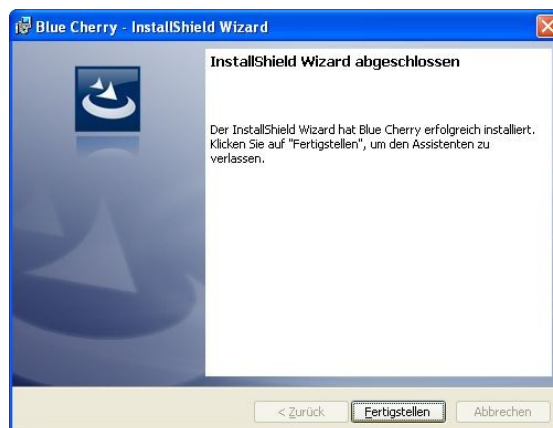 Blue Cherry - InstallShield Wizard
InstallShield Wizard abgeschlossen
Der InstallShield Wizard hat Blue Cherry erfolgreich installiert.
Klicken Sie auf "Fertigstellen", um den Assistenten zu
verlassen.
< Zurück
Fertigstellen
Abbrechen